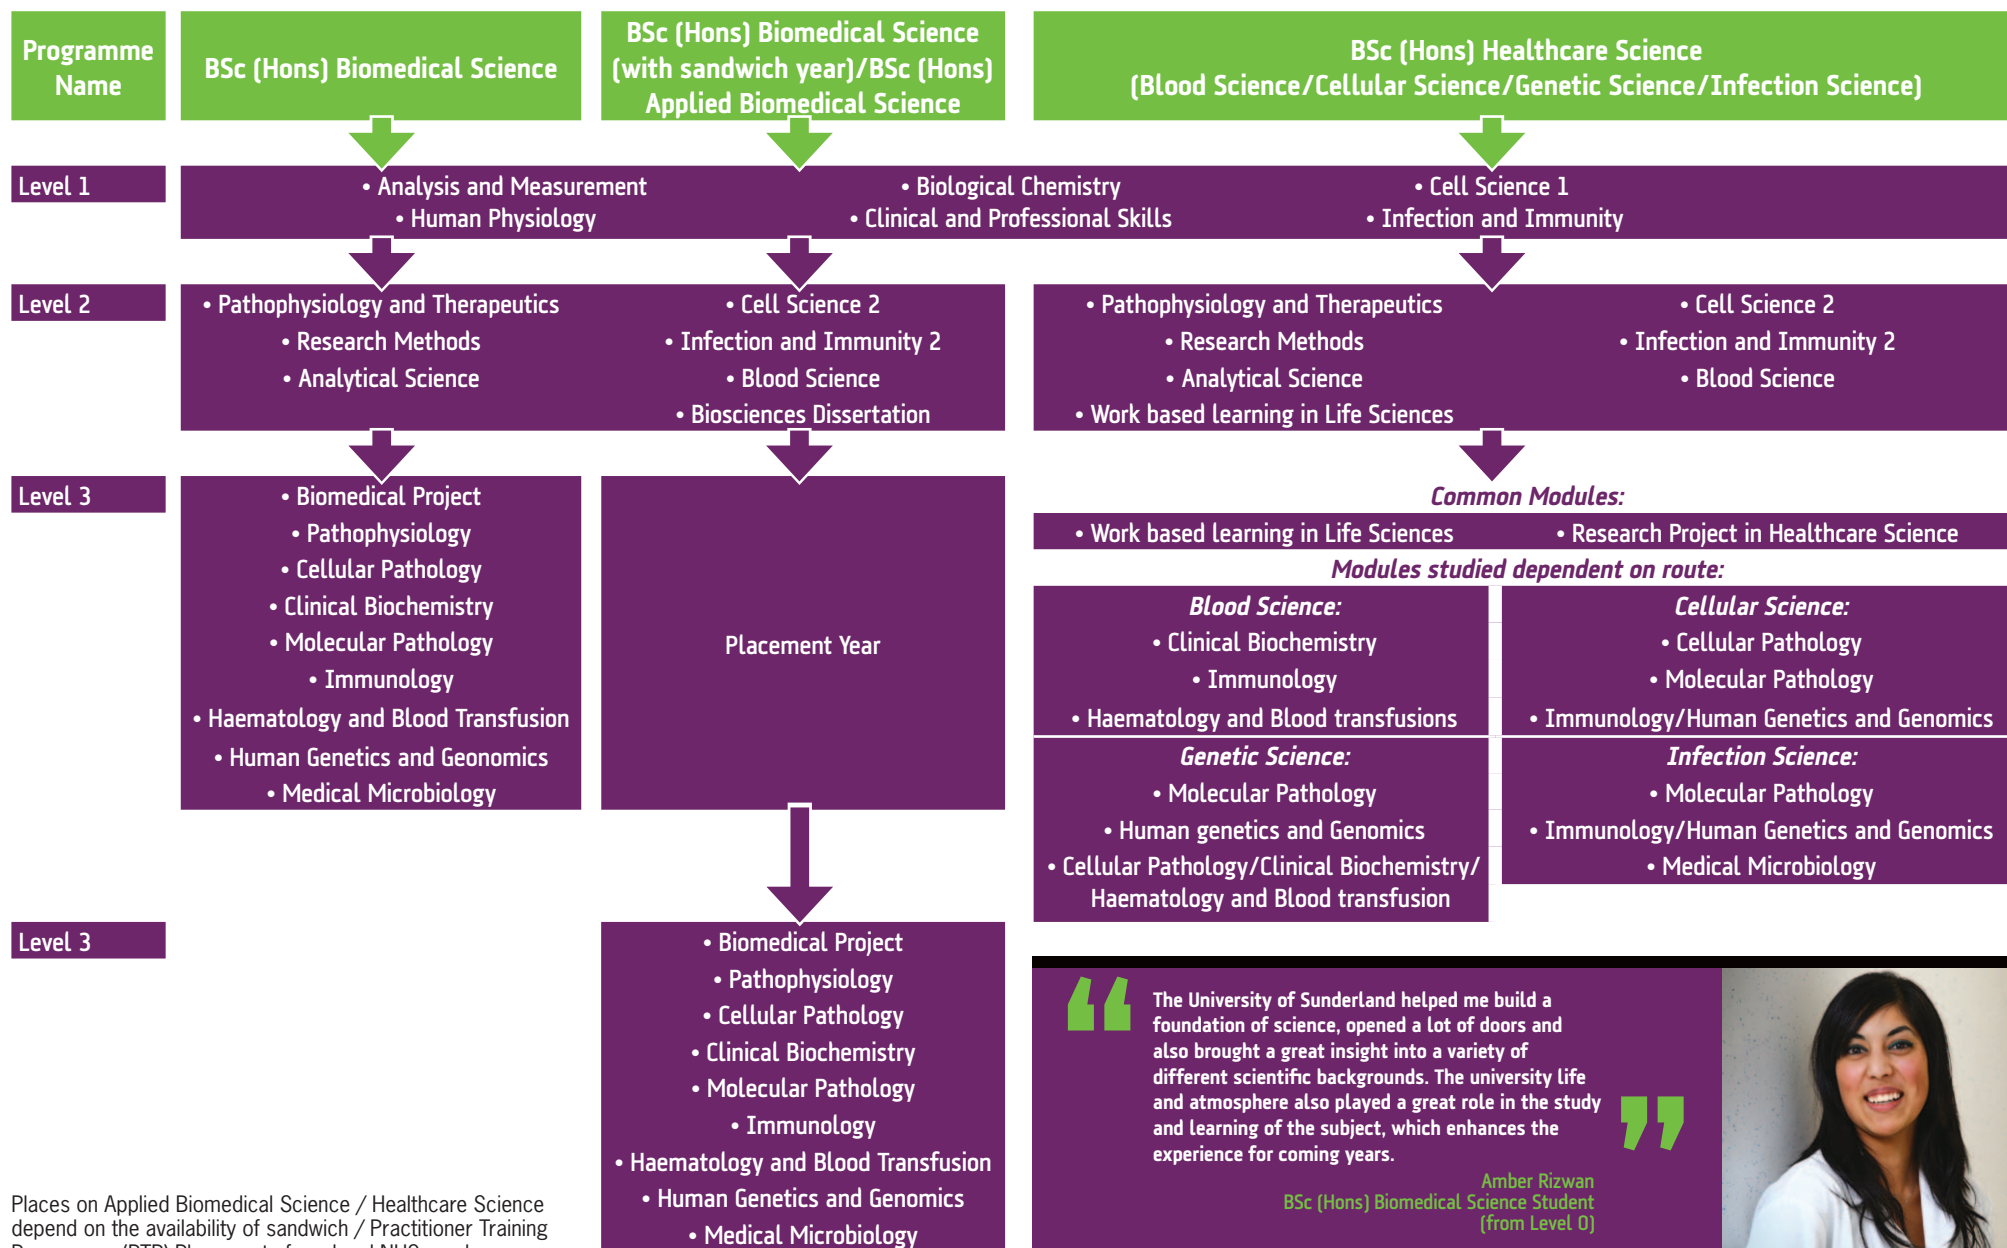 Programme
Name
BSc (Hons) Biomedical Science
BSc (Hons) Biomedical Science
(with sandwich year)/BSc (Hons)
Applied Biomedical Science
BSc (Hons) Healthcare Science
(Blood Science/Cellular Science/Genetic Science/Infection Science)
Level 1
• Analysis and Measurement
• Biological Chemistry
• Cell Science 1
• Human Physiology
• Clinical and Professional Skills
• Infection and Immunity
Level 2
• Pathophysiology and Therapeutics
• Research Methods
• Analytical Science
• Cell Science 2
• Infection and Immunity 2
• Blood Science
• Biosciences Dissertation
• Pathophysiology and Therapeutics
• Research Methods
• Analytical Science
• Work based learning in Life Sciences
• Cell Science 2
• Infection and Immunity 2
• Blood Science
Level 3
• Biomedical Project
• Pathophysiology
• Cellular Pathology
• Clinical Biochemistry
• Molecular Pathology
• Immunology
• Haematology and Blood Transfusion
• Human Genetics and Geonomics
• Medical Microbiology
Placement Year
Common Modules:
• Work based learning in Life Sciences
• Research Project in Healthcare Science
Modules studied dependent on route:
Blood Science:
• Clinical Biochemistry
• Immunology
• Haematology and Blood transfusions
Cellular Science:
• Cellular Pathology
• Molecular Pathology
• Immunology/Human Genetics and Genomics
Genetic Science:
• Molecular Pathology
• Human genetics and Genomics
• Cellular Pathology/Clinical Biochemistry/
Haematology and Blood transfusion
Infection Science:
• Molecular Pathology
• Immunology/Human Genetics and Genomics
• Medical Microbiology
Level 3
• Biomedical Project
• Pathophysiology
• Cellular Pathology
• Clinical Biochemistry
• Molecular Pathology
• Immunology
• Haematology and Blood Transfusion
• Human Genetics and Genomics
• Medical Microbiology
“
The University of Sunderland helped me build a
foundation of science, opened a lot of doors and
also brought a great insight into a variety of
different scientific backgrounds. The university life
and atmosphere also played a great role in the study
and learning of the subject, which enhances the
experience for coming years.
”
Amber Rizwan
BSc (Hons) Biomedical Science Student
(from Level 0)
Places on Applied Biomedical Science / Healthcare Science
depend on the availability of sandwich / Practitioner Training